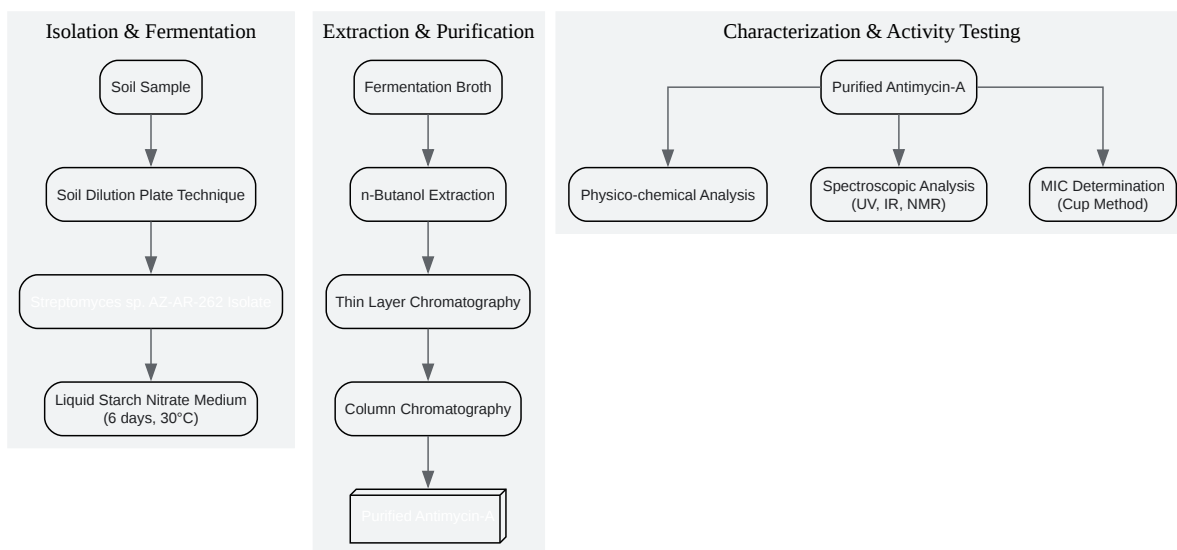 Isolation & Fermentation
Soil Sample
Soil Dilution Plate Technique
Streptomyces sp. AZ-AR-262 Isolate
Liquid Starch Nitrate Medium
(6 days, 30°C)
Extraction & Purification
Fermentation Broth
n-Butanol Extraction
Thin Layer Chromatography
Column Chromatography
Purified Antimycin-A
Characterization & Activity Testing
Purified Antimycin-A
Physico-chemical Analysis
Spectroscopic Analysis
(UV, IR, NMR)
MIC Determination
(Cup Method)